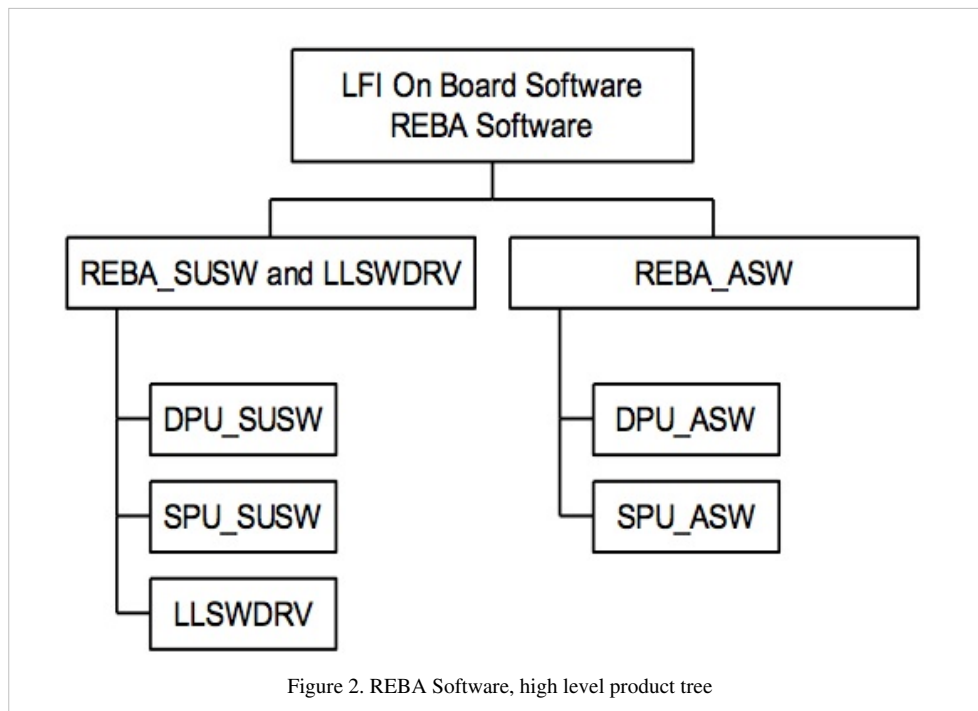 LFI On Board Software
REBA Software
REBA_SUSW and LLSWDRV
REBA_ASW
DPU_SUSW
DPU_ASW
SPU_SUSW
SPU_ASW
LLSWDRV
Figure 2. REBA Software, high level product tree